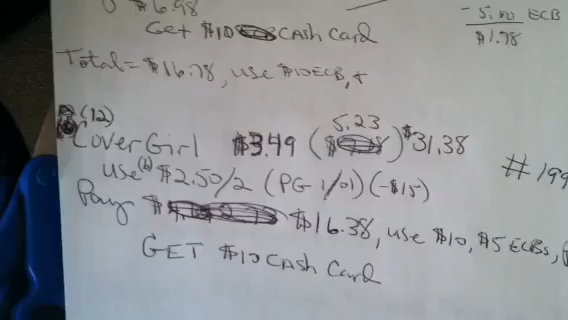 $16.98
- 5.00 ECB
$1.78
Get $10 Cash Card
Total = $16.78, use $10 ECB, +
(12)
CoverGirl $3.49 ( 5.23 ) $31.38
# 199
Use (6) $2.50/2 (PG 1/01) (-$15)
Pay $16.38, use $10, $5 ECBs,
GET $10 Cash Card